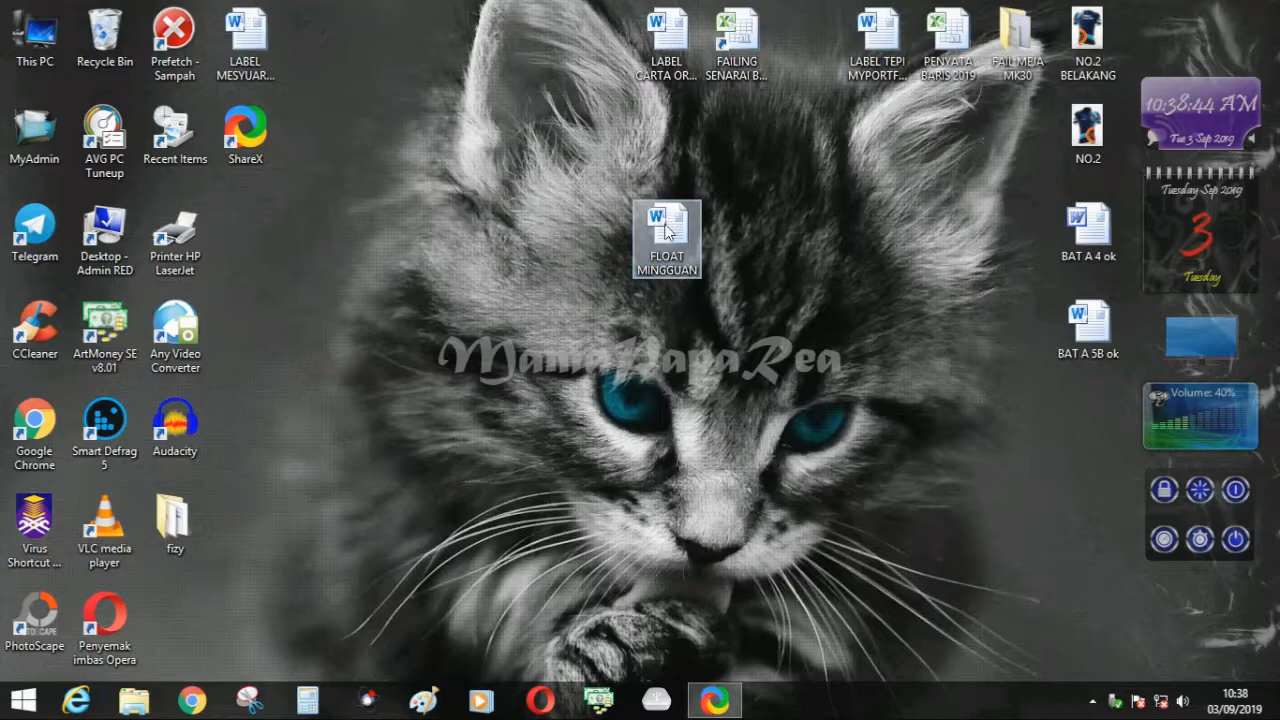 This PC
Recycle Bin
Prefetch -
Sampah
LABEL
MESYUAR...
LABEL
CARTA OR...
FAILING
SENARAI B...
LABEL TEPI
MYPORTF...
PENYATA
BARIS 2019
FAIL MEJA
MK30
NO.2
BELAKANG
10:38:44 AM
Tue 3 Sep 2019
MyAdmin
AVG PC
Tuneup
Recent Items
ShareX
NO.2
Tuesday Sep 2019
3
Tuesday
Telegram
Desktop -
Admin RED
Printer HP
LaserJet
FLOAT
MINGGUAN
BAT A 4 ok
CCleaner
ArtMoney SE
v8.01
Any Video
Converter
MamaPapaRea
BAT A 5B ok
Volume: 40%
Google
Chrome
Smart Defrag
5
Audacity
Virus
Shortcut ...
VLC media
player
fizy
PhotoScape
Penyemak
imbas Opera
10:38
03/09/2019